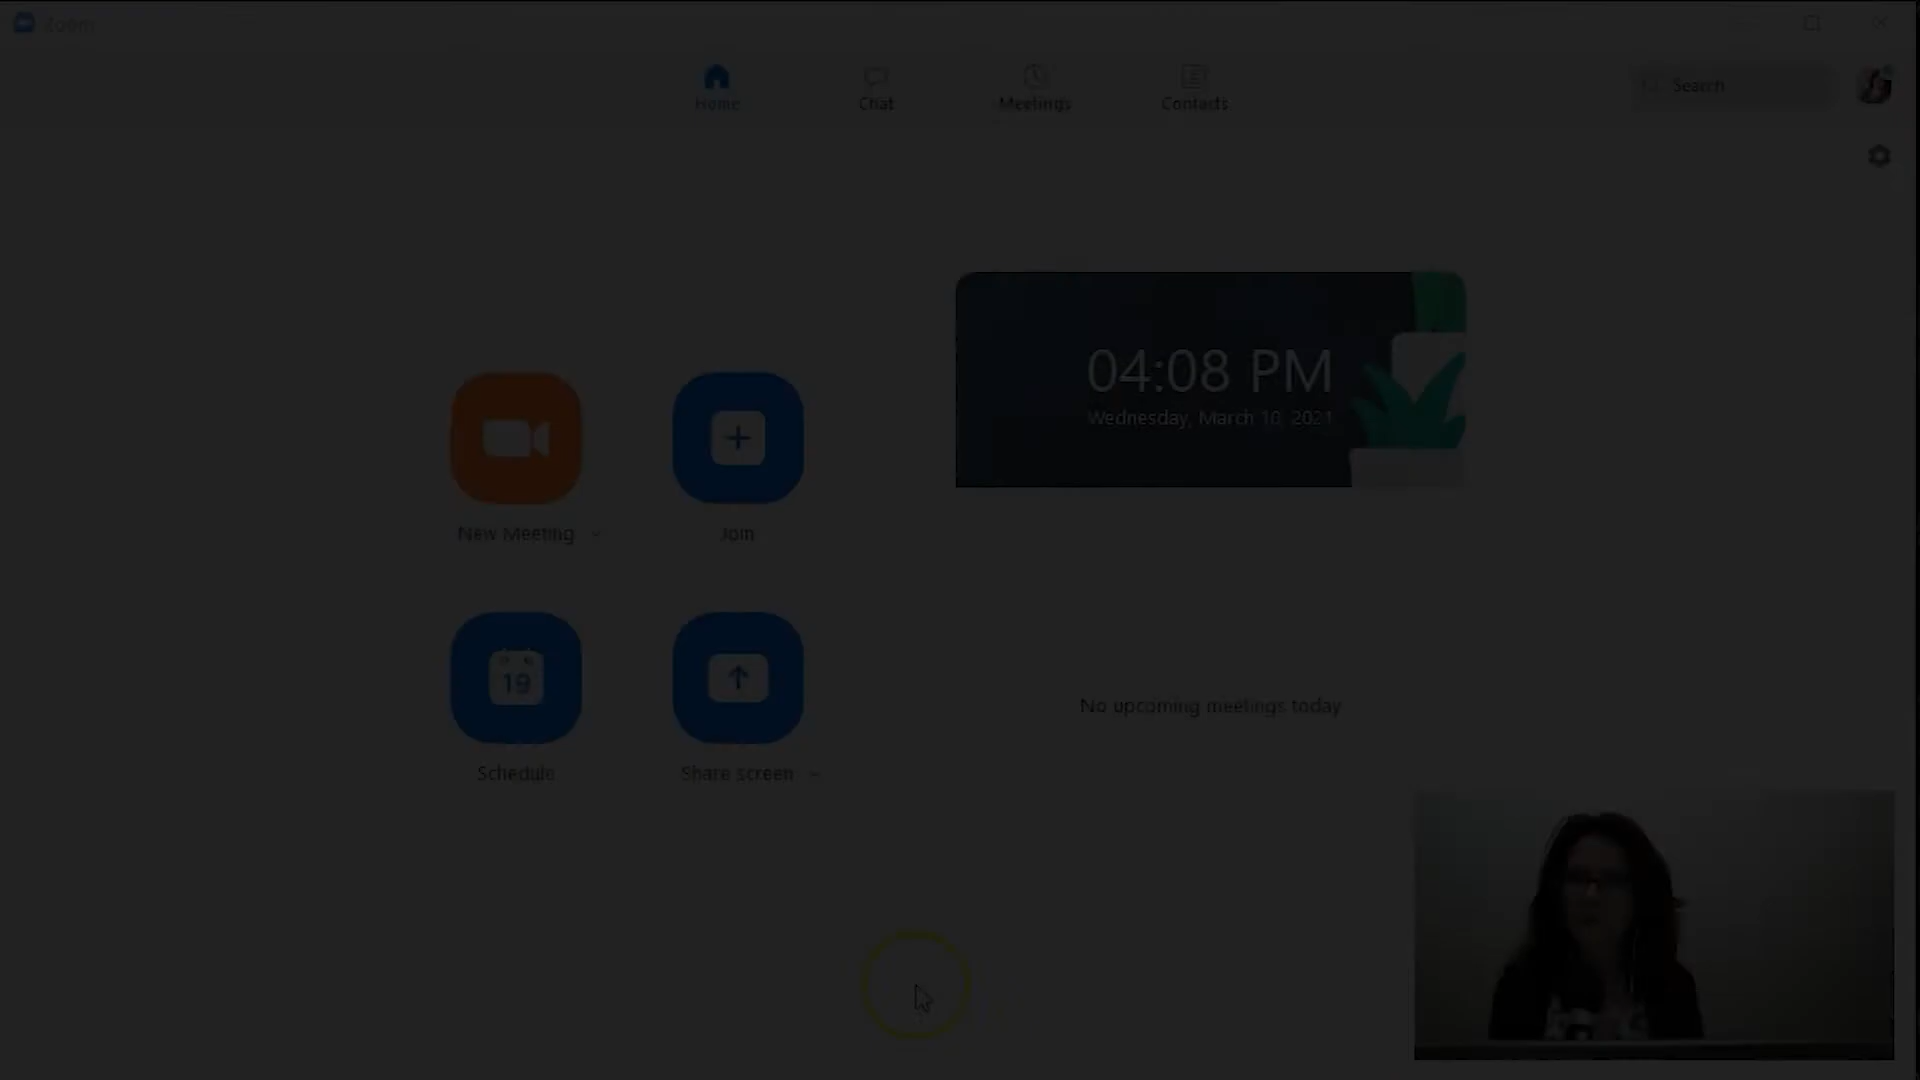 Zoom
Home
Chat
Meetings
Contacts
Search
04:08 PM
Wednesday, March 10, 2021
New Meeting
Join
19
Schedule
Share screen
No upcoming meetings today